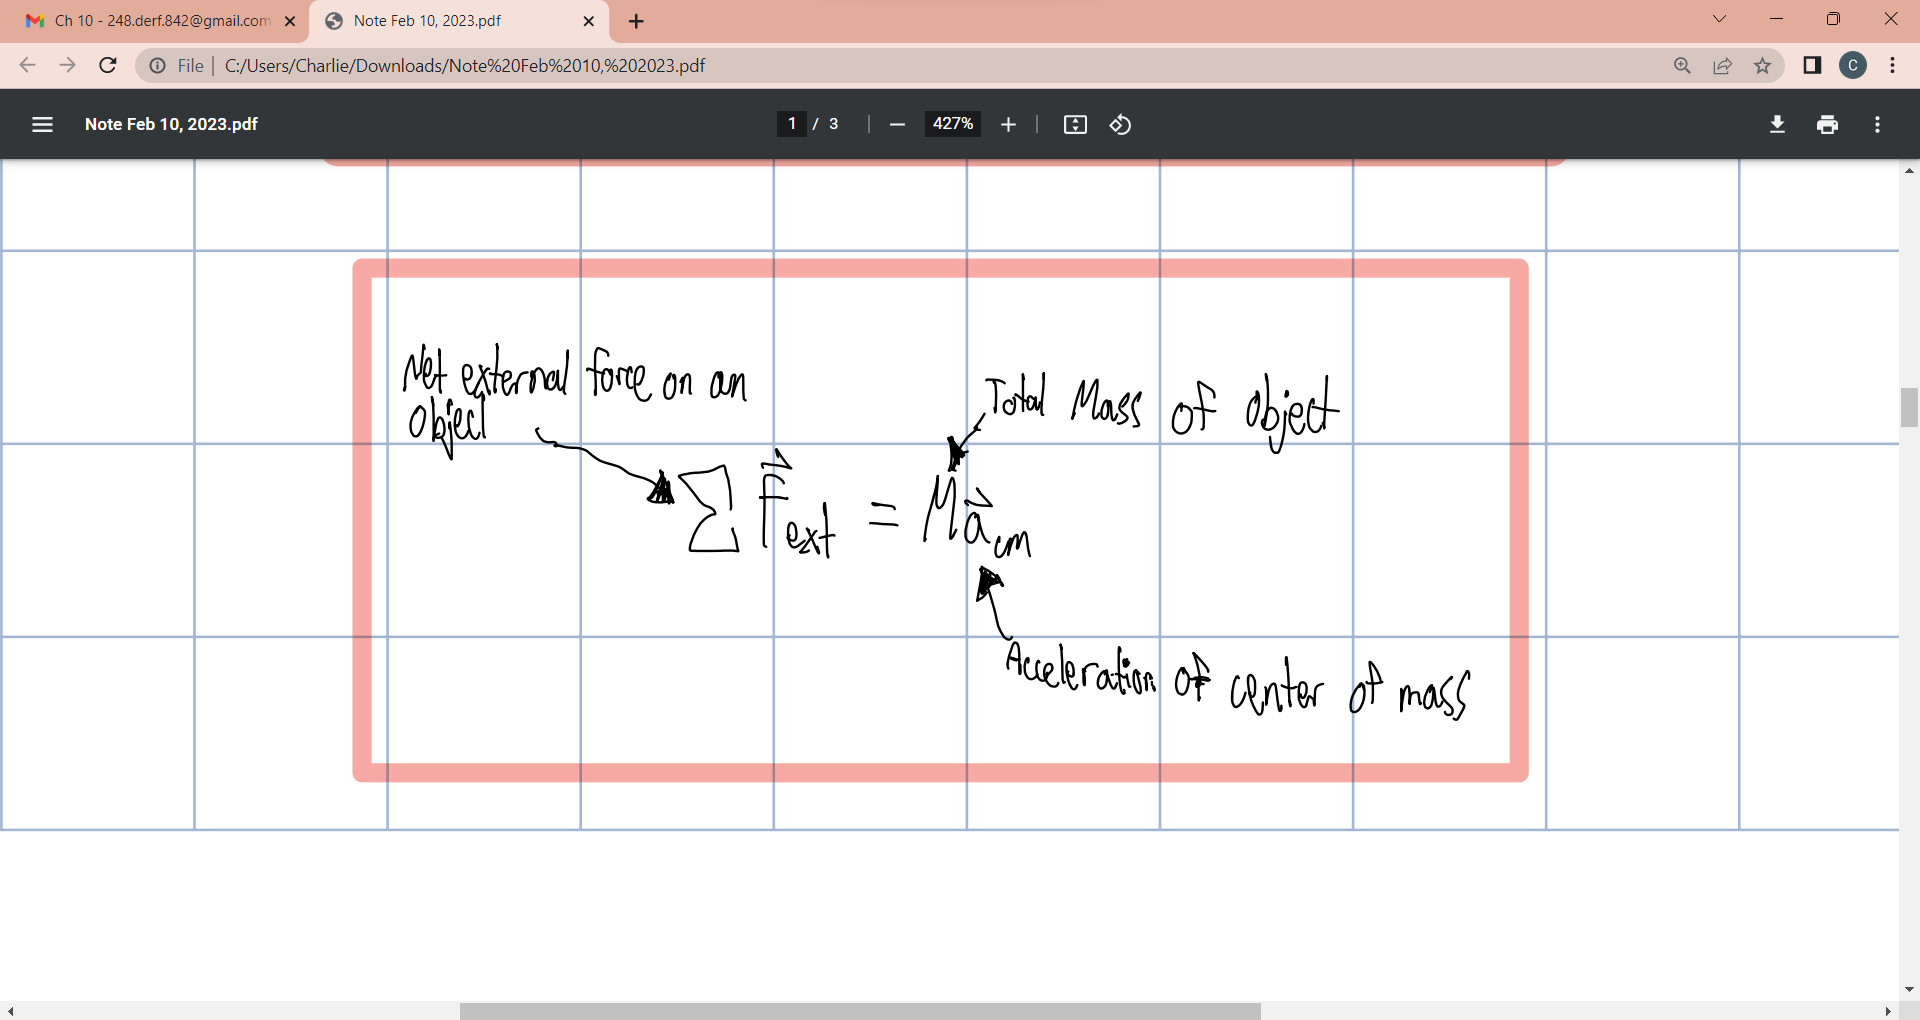 Ch 10 - 248.derf.842@gmail.com
Note Feb 10, 2023.pdf
File | C:/Users/Charlie/Downloads/Note%20Feb%2010,%202023.pdf
C
Note Feb 10, 2023.pdf
1 / 3
427%
Net external force on an
object
Total Mass of object
∑ F⃗ext = Ma⃗cm
Acceleration of center of mass